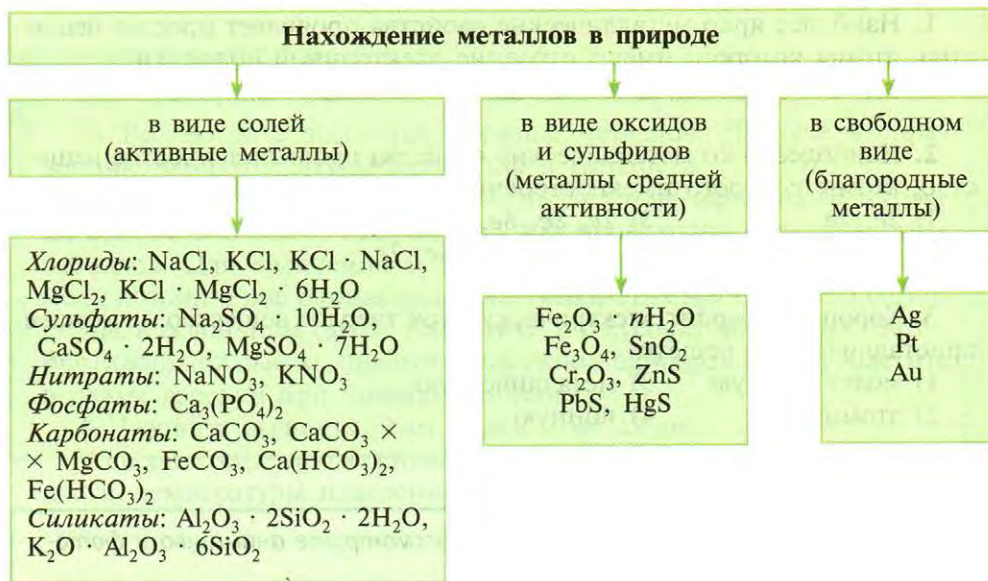 Нахождение металлов в природе
в виде солей
(активные металлы)
в виде оксидов
и сульфидов
(металлы средней
активности)
в свободном
виде
(благородные
металлы)
Хлориды: NaCl, KCl, KCl · NaCl,
MgCl₂, KCl · MgCl₂ · 6H₂O
Сульфаты: Na₂SO₄ · 10H₂O,
CaSO₄ · 2H₂O, MgSO₄ · 7H₂O
Нитраты: NaNO₃, KNO₃
Фосфаты: Ca₃(PO₄)₂
Карбонаты: CaCO₃, CaCO₃ ×
× MgCO₃, FeCO₃, Ca(HCO₃)₂,
Fe(HCO₃)₂
Силикаты: Al₂O₃ · 2SiO₂ · 2H₂O,
K₂O · Al₂O₃ · 6SiO₂
Fe₂O₃ · nH₂O
Fe₃O₄, SnO₂
Cr₂O₃, ZnS
PbS, HgS
Ag
Pt
Au